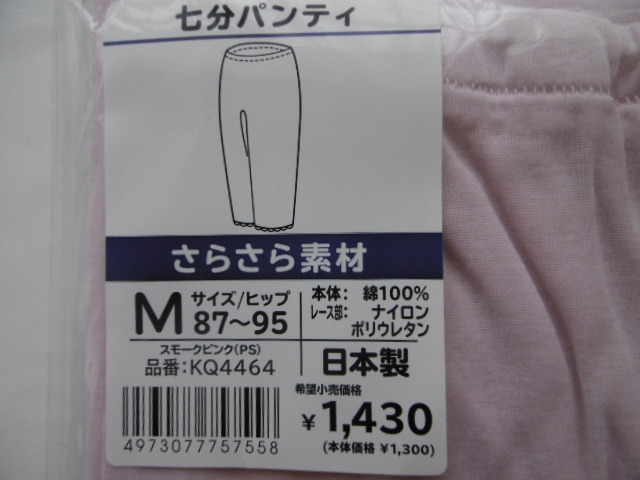 七分パンティ
さらさら素材
M サイズ/ヒップ
87〜95
スモークピンク(PS)
品番:KQ4464
4973077757558
本体: 綿100%
レース部: ナイロン
ポリウレタン
日本製
希望小売価格
¥1,430
(本体価格 ¥1,300)